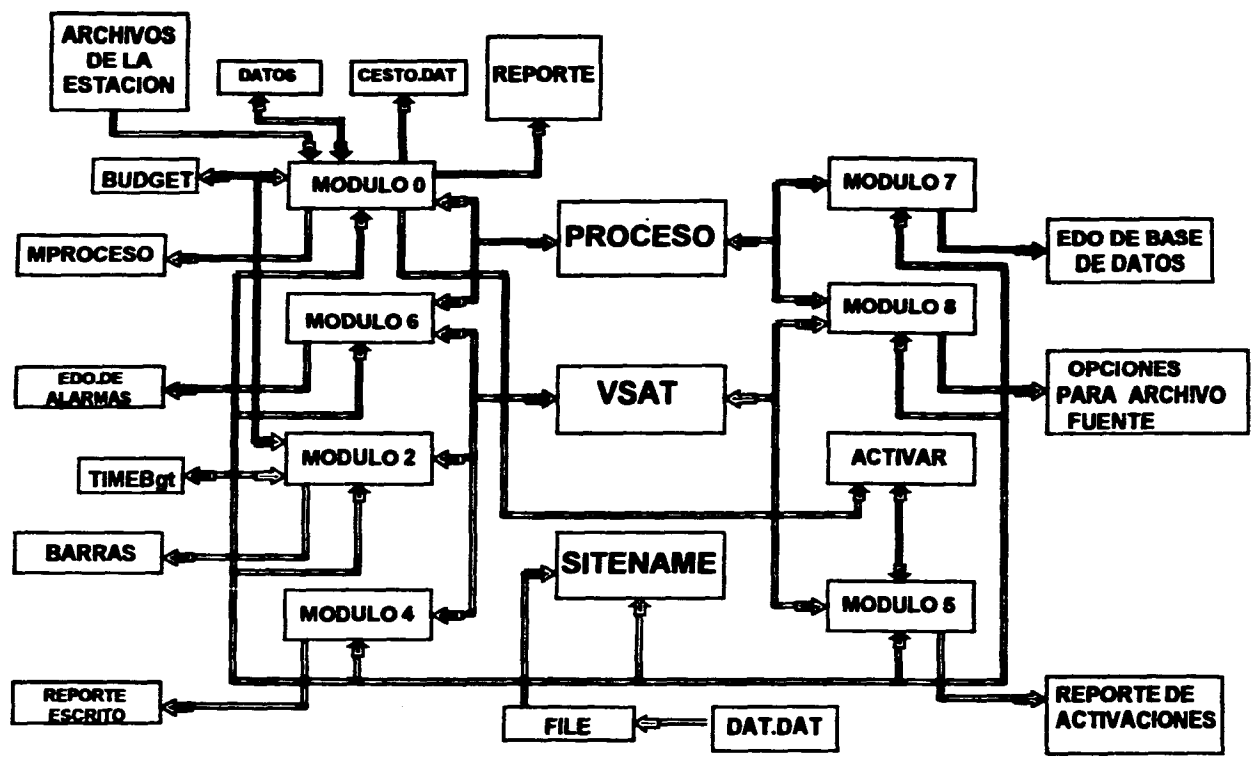 ARCHIVOS
DE LA
ESTACION
DATOS
CESTO.DAT
REPORTE
BUDGET
MODULO 0
MODULO 7
MPROCESO
PROCESO
EDO DE BASE
DE DATOS
MODULO 6
MODULO 8
EDO.DE
ALARMAS
VSAT
OPCIONES
PARA ARCHIVO
FUENTE
MODULO 2
ACTIVAR
TIMEBgt
BARRAS
SITENAME
MODULO 4
MODULO 5
REPORTE
ESCRITO
FILE
DAT.DAT
REPORTE DE
ACTIVACIONES